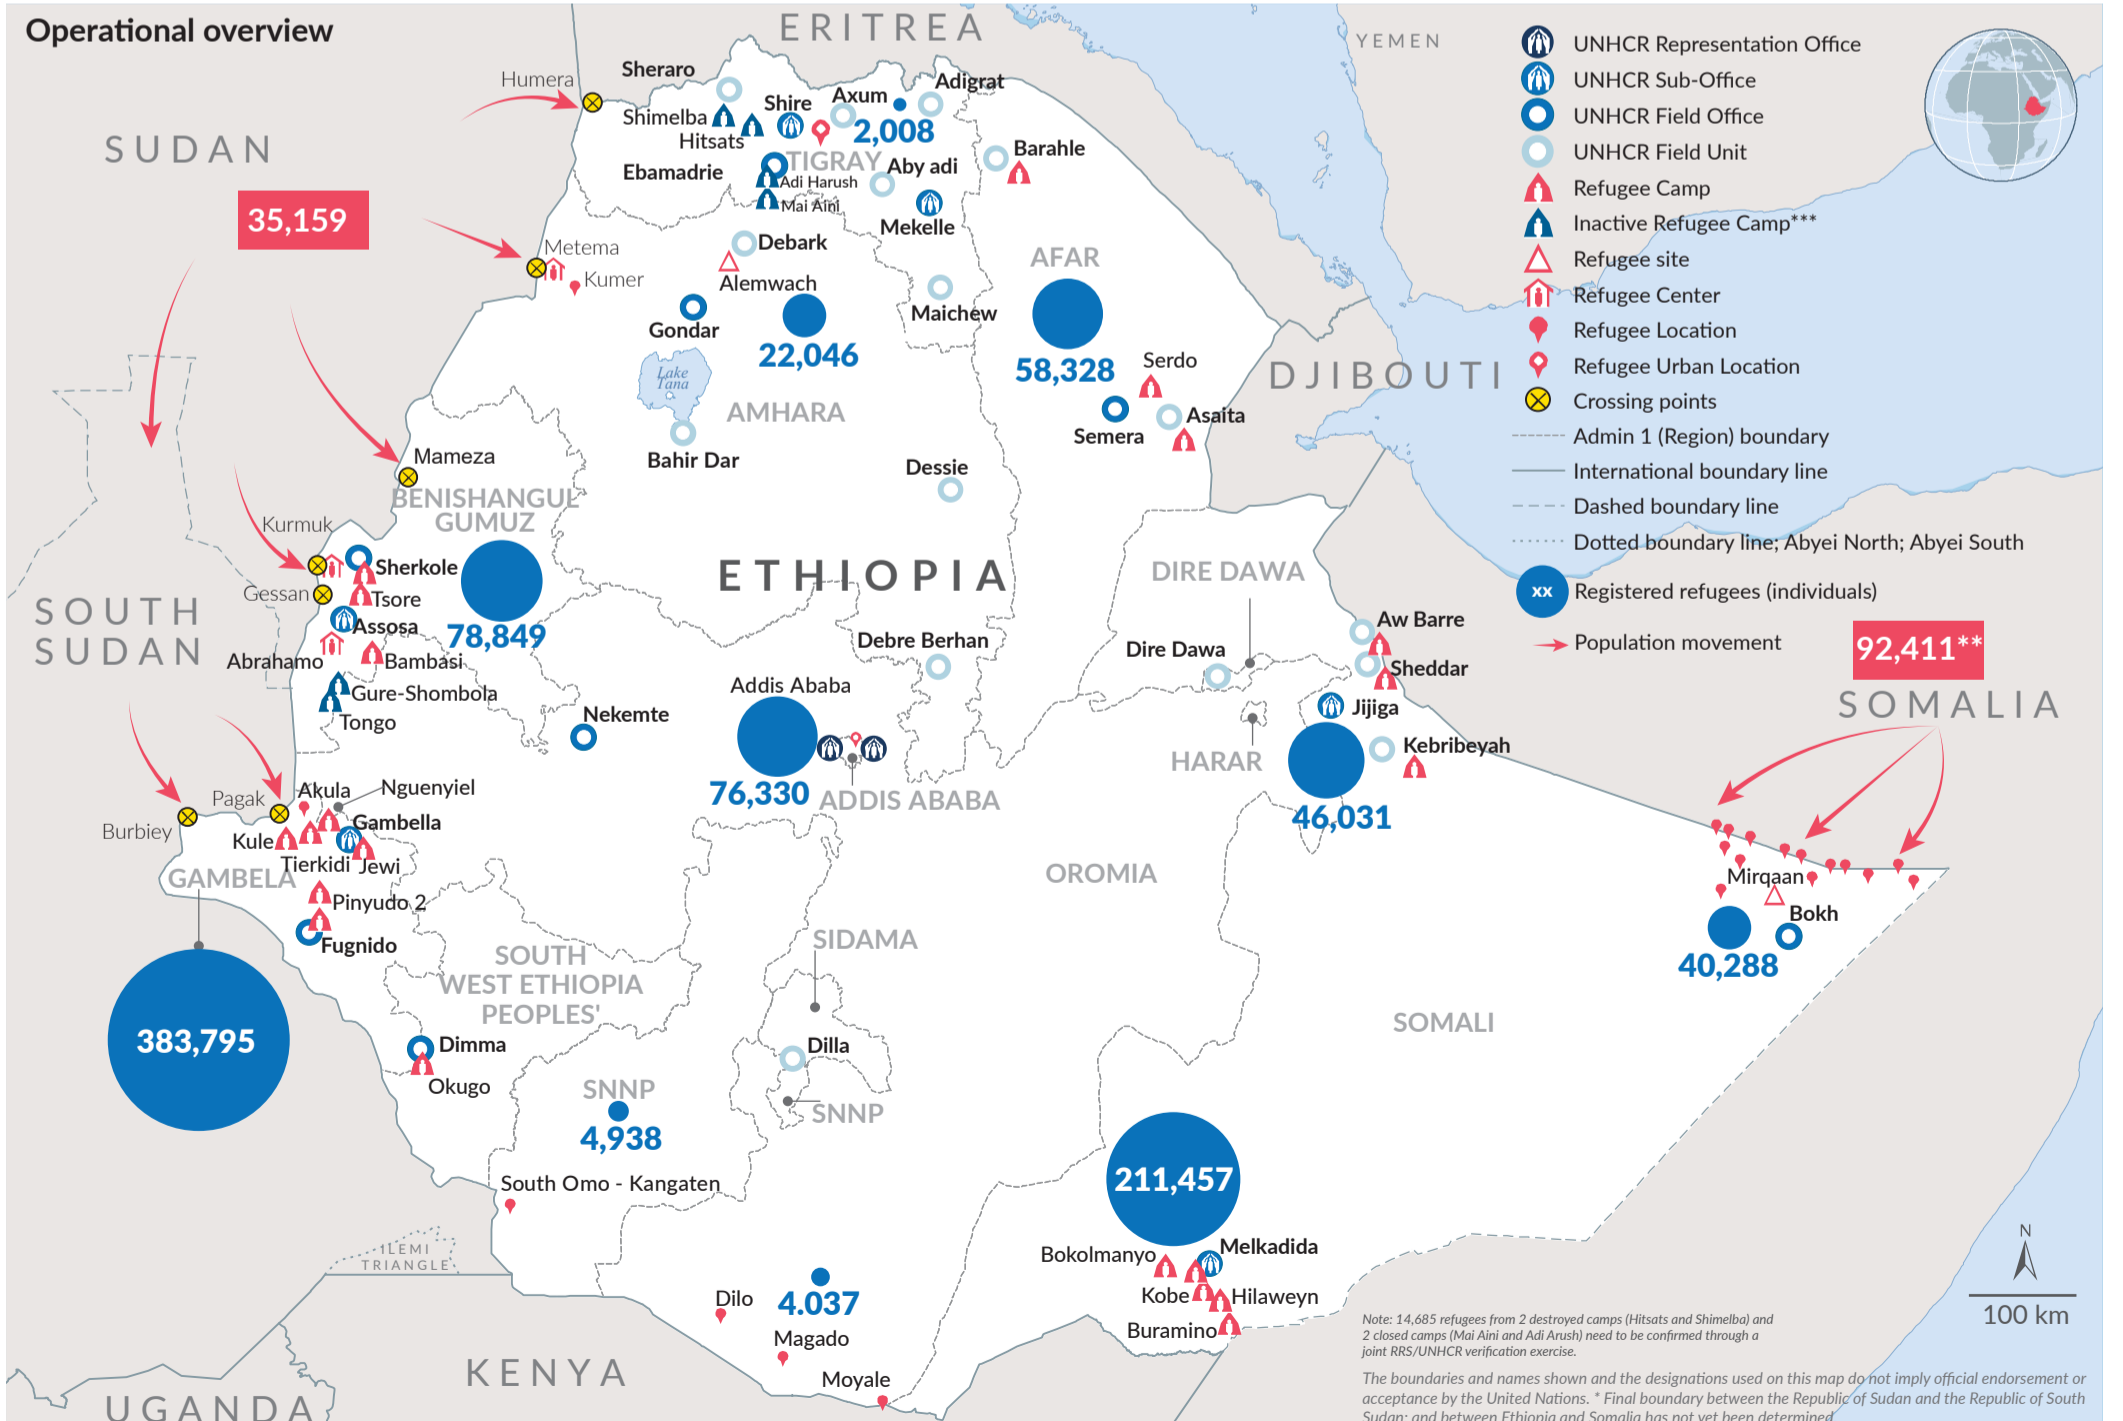 Operational overview
ERITREA
YEMEN
UNHCR Representation Office
UNHCR Sub-Office
UNHCR Field Office
UNHCR Field Unit
Refugee Camp
Inactive Refugee Camp***
Refugee site
Refugee Center
Refugee Location
Refugee Urban Location
Crossing points
Admin 1 (Region) boundary
International boundary line
Dashed boundary line
Dotted boundary line; Abyei North; Abyei South
xx
Registered refugees (individuals)
Population movement
92,411**
SOMALIA
Humera
Sheraro
Adigrat
Axum
Shire
Shimelba
2,008
Hitsats
SUDAN
TIGRAY
Aby adi
Barahle
Ebamadrie
Adi Harush
Mai Aini
35,159
Mekelle
Metema
Debark
Kumer
Alemwach
AFAR
Gondar
Maichew
22,046
58,328
Serdo
Lake
Tana
DJIBOUTI
AMHARA
Asaita
Semera
Mameza
Bahir Dar
Dessie
BENISHANGUL
GUMUZ
Kurmuk
Sherkole
ETHIOPIA
DIRE DAWA
Gessan
Tsore
SOUTH
SUDAN
Assosa
78,849
Aw Barre
Debre Berhan
Dire Dawa
Abrahamo
Bambasi
Sheddar
Gure-Shombola
Addis Ababa
Tongo
Nekemte
Jijiga
Kebribeyah
HARAR
76,330
ADDIS ABABA
46,031
Akula
Nguenyiel
Pagak
Burbiey
Gambella
Kule
Tierkidi
Jewi
GAMBELA
Pinyudo 2
Fugnido
OROMIA
Mirqaan
Bokh
40,288
SOUTH
WEST ETHIOPIA
PEOPLES'
SIDAMA
SOMALI
383,795
Dimma
Okugo
Dilla
SNNP
4,938
SNNP
South Omo - Kangaten
211,457
ILEMI
TRIANGLE
Bokolmanyo
Melkadida
Kobe
Hilaweyn
Buramino
Dilo
4.037
Magado
Moyale
KENYA
UGANDA
N
100 km
Note: 14,685 refugees from 2 destroyed camps (Hitsats and Shimelba) and
2 closed camps (Mai Aini and Adi Arush) need to be confirmed through a
joint RRS/UNHCR verification exercise.
The boundaries and names shown and the designations used on this map do not imply official endorsement or
acceptance by the United Nations. * Final boundary between the Republic of Sudan and the Republic of South
Sudan; and between Ethiopia and Somalia has not yet been determined